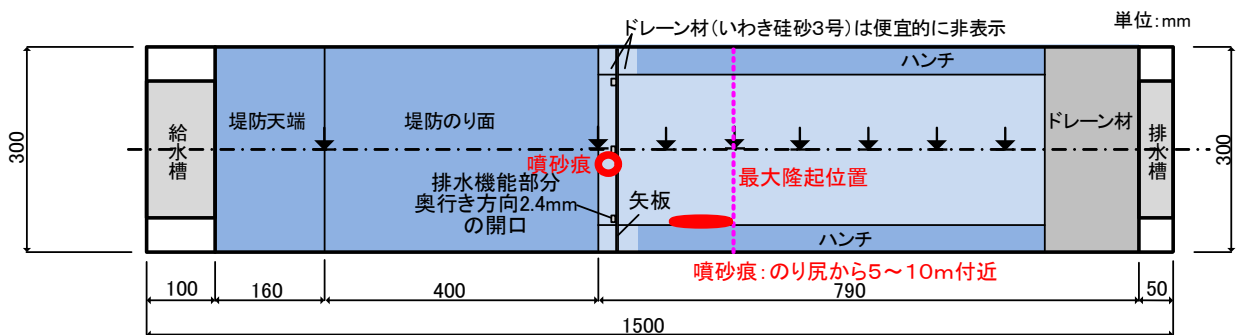 ドレーン材(いわき硅砂3号)は便宜的に非表示
単位:mm
ハンチ
300
給水槽
堤防天端
堤防のり面
噴砂痕
排水機能部分
奥行き方向2.4mm
の開口
矢板
最大隆起位置
ドレーン材
排水槽
300
ハンチ
噴砂痕:のり尻から5~10m付近
100
160
400
790
50
1500